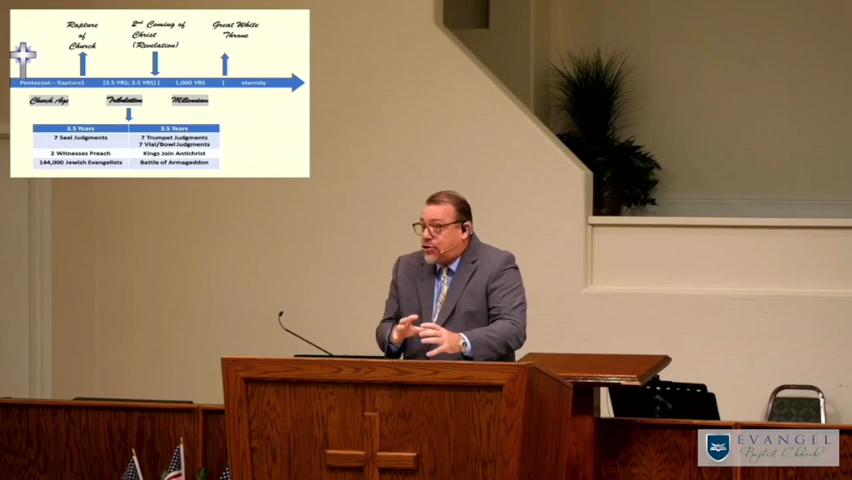 Rapture
of
Church
2nd Coming of
Christ
(Revelation)
Great White
Throne
Pentecost – Rapture] [3.5 YRS; 3.5 YRS] [ 1,000 YRS [ eternity
Church Age Tribulation Millennium
3.5 Years 3.5 Years
7 Seal Judgments 7 Trumpet Judgments
7 Vial/Bowl Judgments
2 Witnesses Preach Kings Join Antichrist
144,000 Jewish Evangelists Battle of Armageddon
EVANGEL
Baptist Church